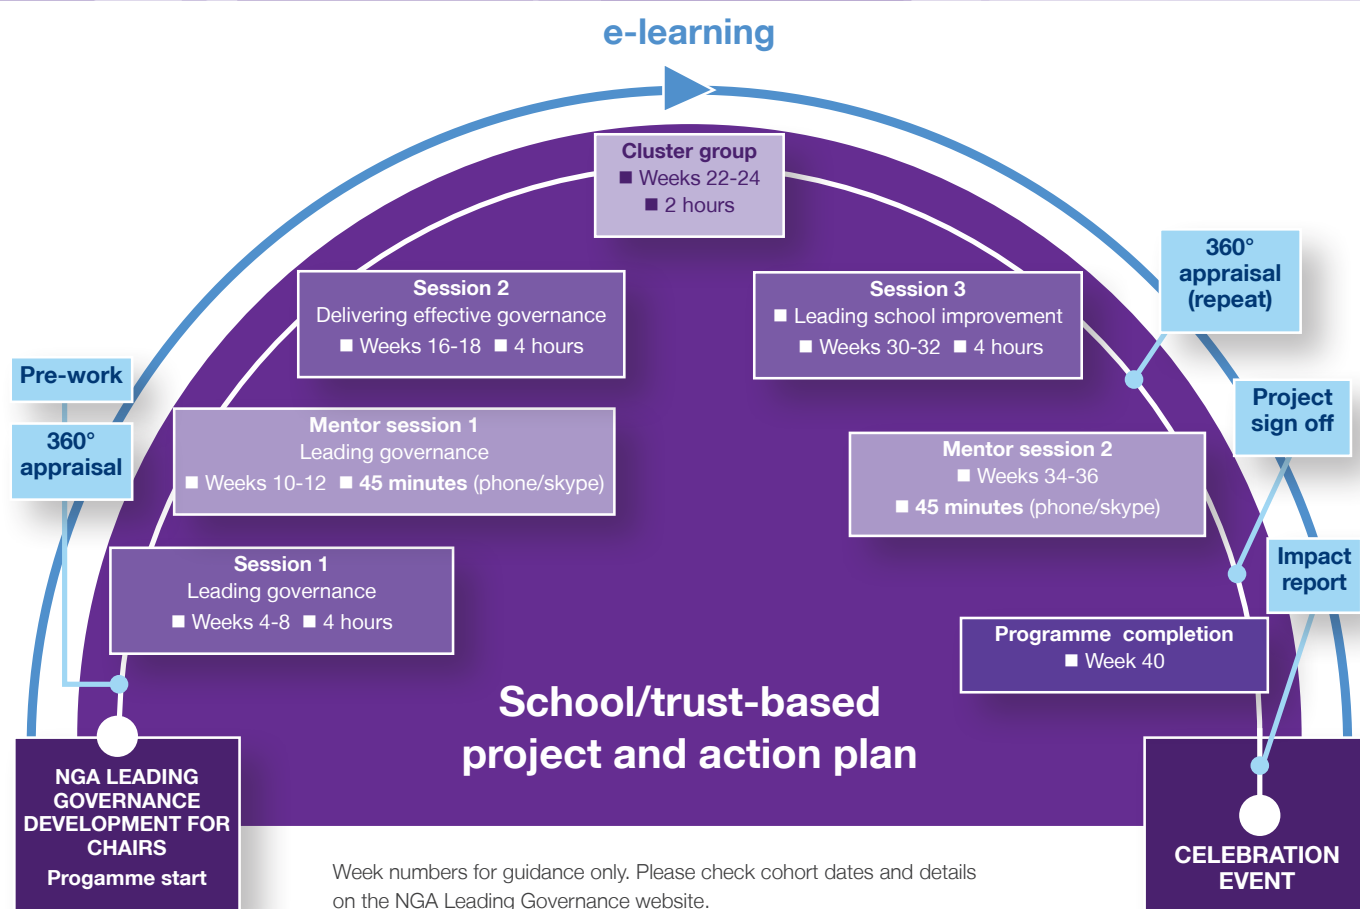 e-learning
Cluster group
■ Weeks 22-24
■ 2 hours
Session 2
Delivering effective governance
■ Weeks 16-18 ■ 4 hours
Session 3
■ Leading school improvement
■ Weeks 30-32 ■ 4 hours
360°
appraisal
(repeat)
Pre-work
360°
appraisal
Mentor session 1
Leading governance
■ Weeks 10-12 ■ 45 minutes (phone/skype)
Project
sign off
Mentor session 2
■ Weeks 34-36
■ 45 minutes (phone/skype)
Session 1
Leading governance
■ Weeks 4-8 ■ 4 hours
Impact
report
Programme completion
■ Week 40
School/trust-based
project and action plan
NGA LEADING
GOVERNANCE
DEVELOPMENT FOR
CHAIRS
Progamme start
CELEBRATION
EVENT
Week numbers for guidance only. Please check cohort dates and details
on the NGA Leading Governance website.